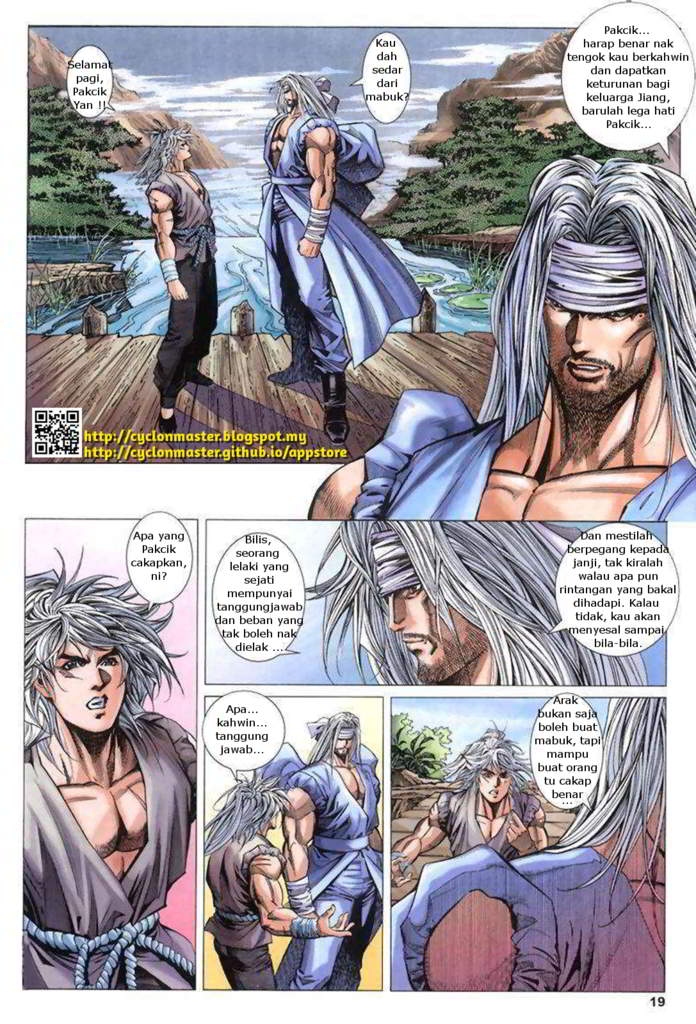 Selamat
pagi,
Pakcik
Yan !!
Kau
dah
sedar
dari
mabuk?
Pakcik...
harap benar nak
tengok kau berkahwin
dan dapatkan
keturunan bagi
keluarga Jiang,
barulah lega hati
Pakcik...
http://cyclonmaster.blogspot.my
http://cyclonmaster.github.io/appstore
Apa yang
Pakcik
cakapkan,
ni?
Bilis,
seorang
lelaki yang
sejati
mempunyai
tanggungjawab
dan beban yang
tak boleh nak
dielak ...
Dan mestilah
berpegang kepada
janji, tak kiralah
walau apa pun
rintangan yang bakal
dihadapi. Kalau
tidak, kau akan
menyesal sampai
bila-bila.
Apa...
kahwin...
tanggung
jawab...
Arak
bukan saja
boleh buat
mabuk, tapi
mampu
buat orang
tu cakap
benar
...
19